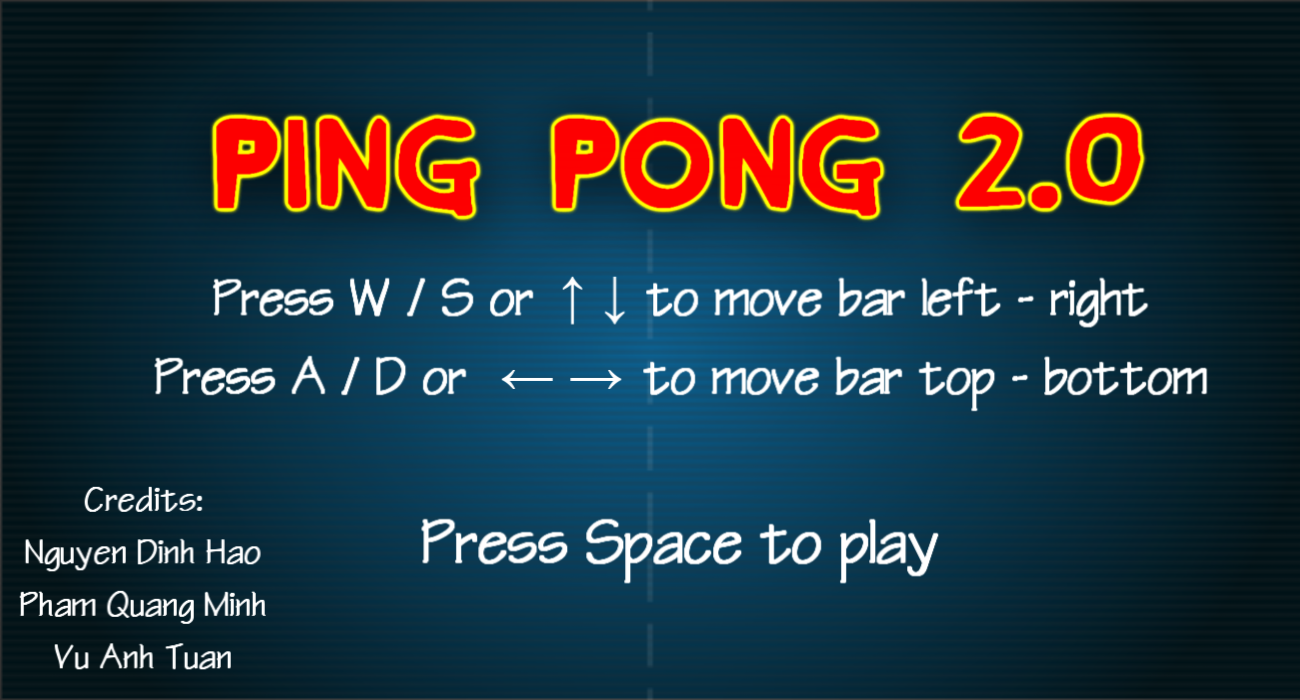 PING PONG 2.0
Press W / S or ↑ ↓ to move bar left - right
Press A / D or ← → to move bar top - bottom
Press Space to play
Credits:
Nguyen Dinh Hao
Pham Quang Minh
Vu Anh Tuan